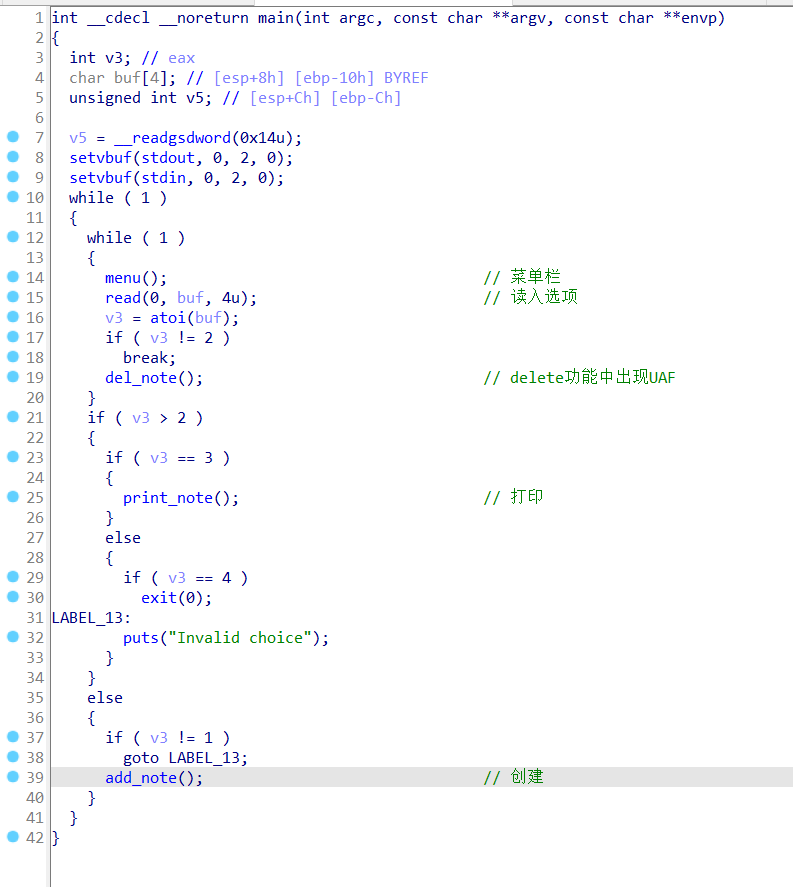 1 int __cdecl __noreturn main(int argc, const char **argv, const char **envp)
2 {
3   int v3; // eax
4   char buf[4]; // [esp+8h] [ebp-10h] BYREF
5   unsigned int v5; // [esp+Ch] [ebp-Ch]
6
7   v5 = __readgsdword(0x14u);
8   setvbuf(stdout, 0, 2, 0);
9   setvbuf(stdin, 0, 2, 0);
10   while ( 1 )
11   {
12     while ( 1 )
13     {
14       menu();                                   // 菜单栏
15       read(0, buf, 4u);                         // 读入选项
16       v3 = atoi(buf);
17       if ( v3 != 2 )
18         break;
19       del_note();                               // delete功能中出现UAF
20     }
21     if ( v3 > 2 )
22     {
23       if ( v3 == 3 )
24       {
25         print_note();                           // 打印
26       }
27       else
28       {
29         if ( v3 == 4 )
30           exit(0);
31 LABEL_13:
32         puts("Invalid choice");
33       }
34     }
35     else
36     {
37       if ( v3 != 1 )
38         goto LABEL_13;
39       add_note();                               // 创建
40     }
41   }
42 }